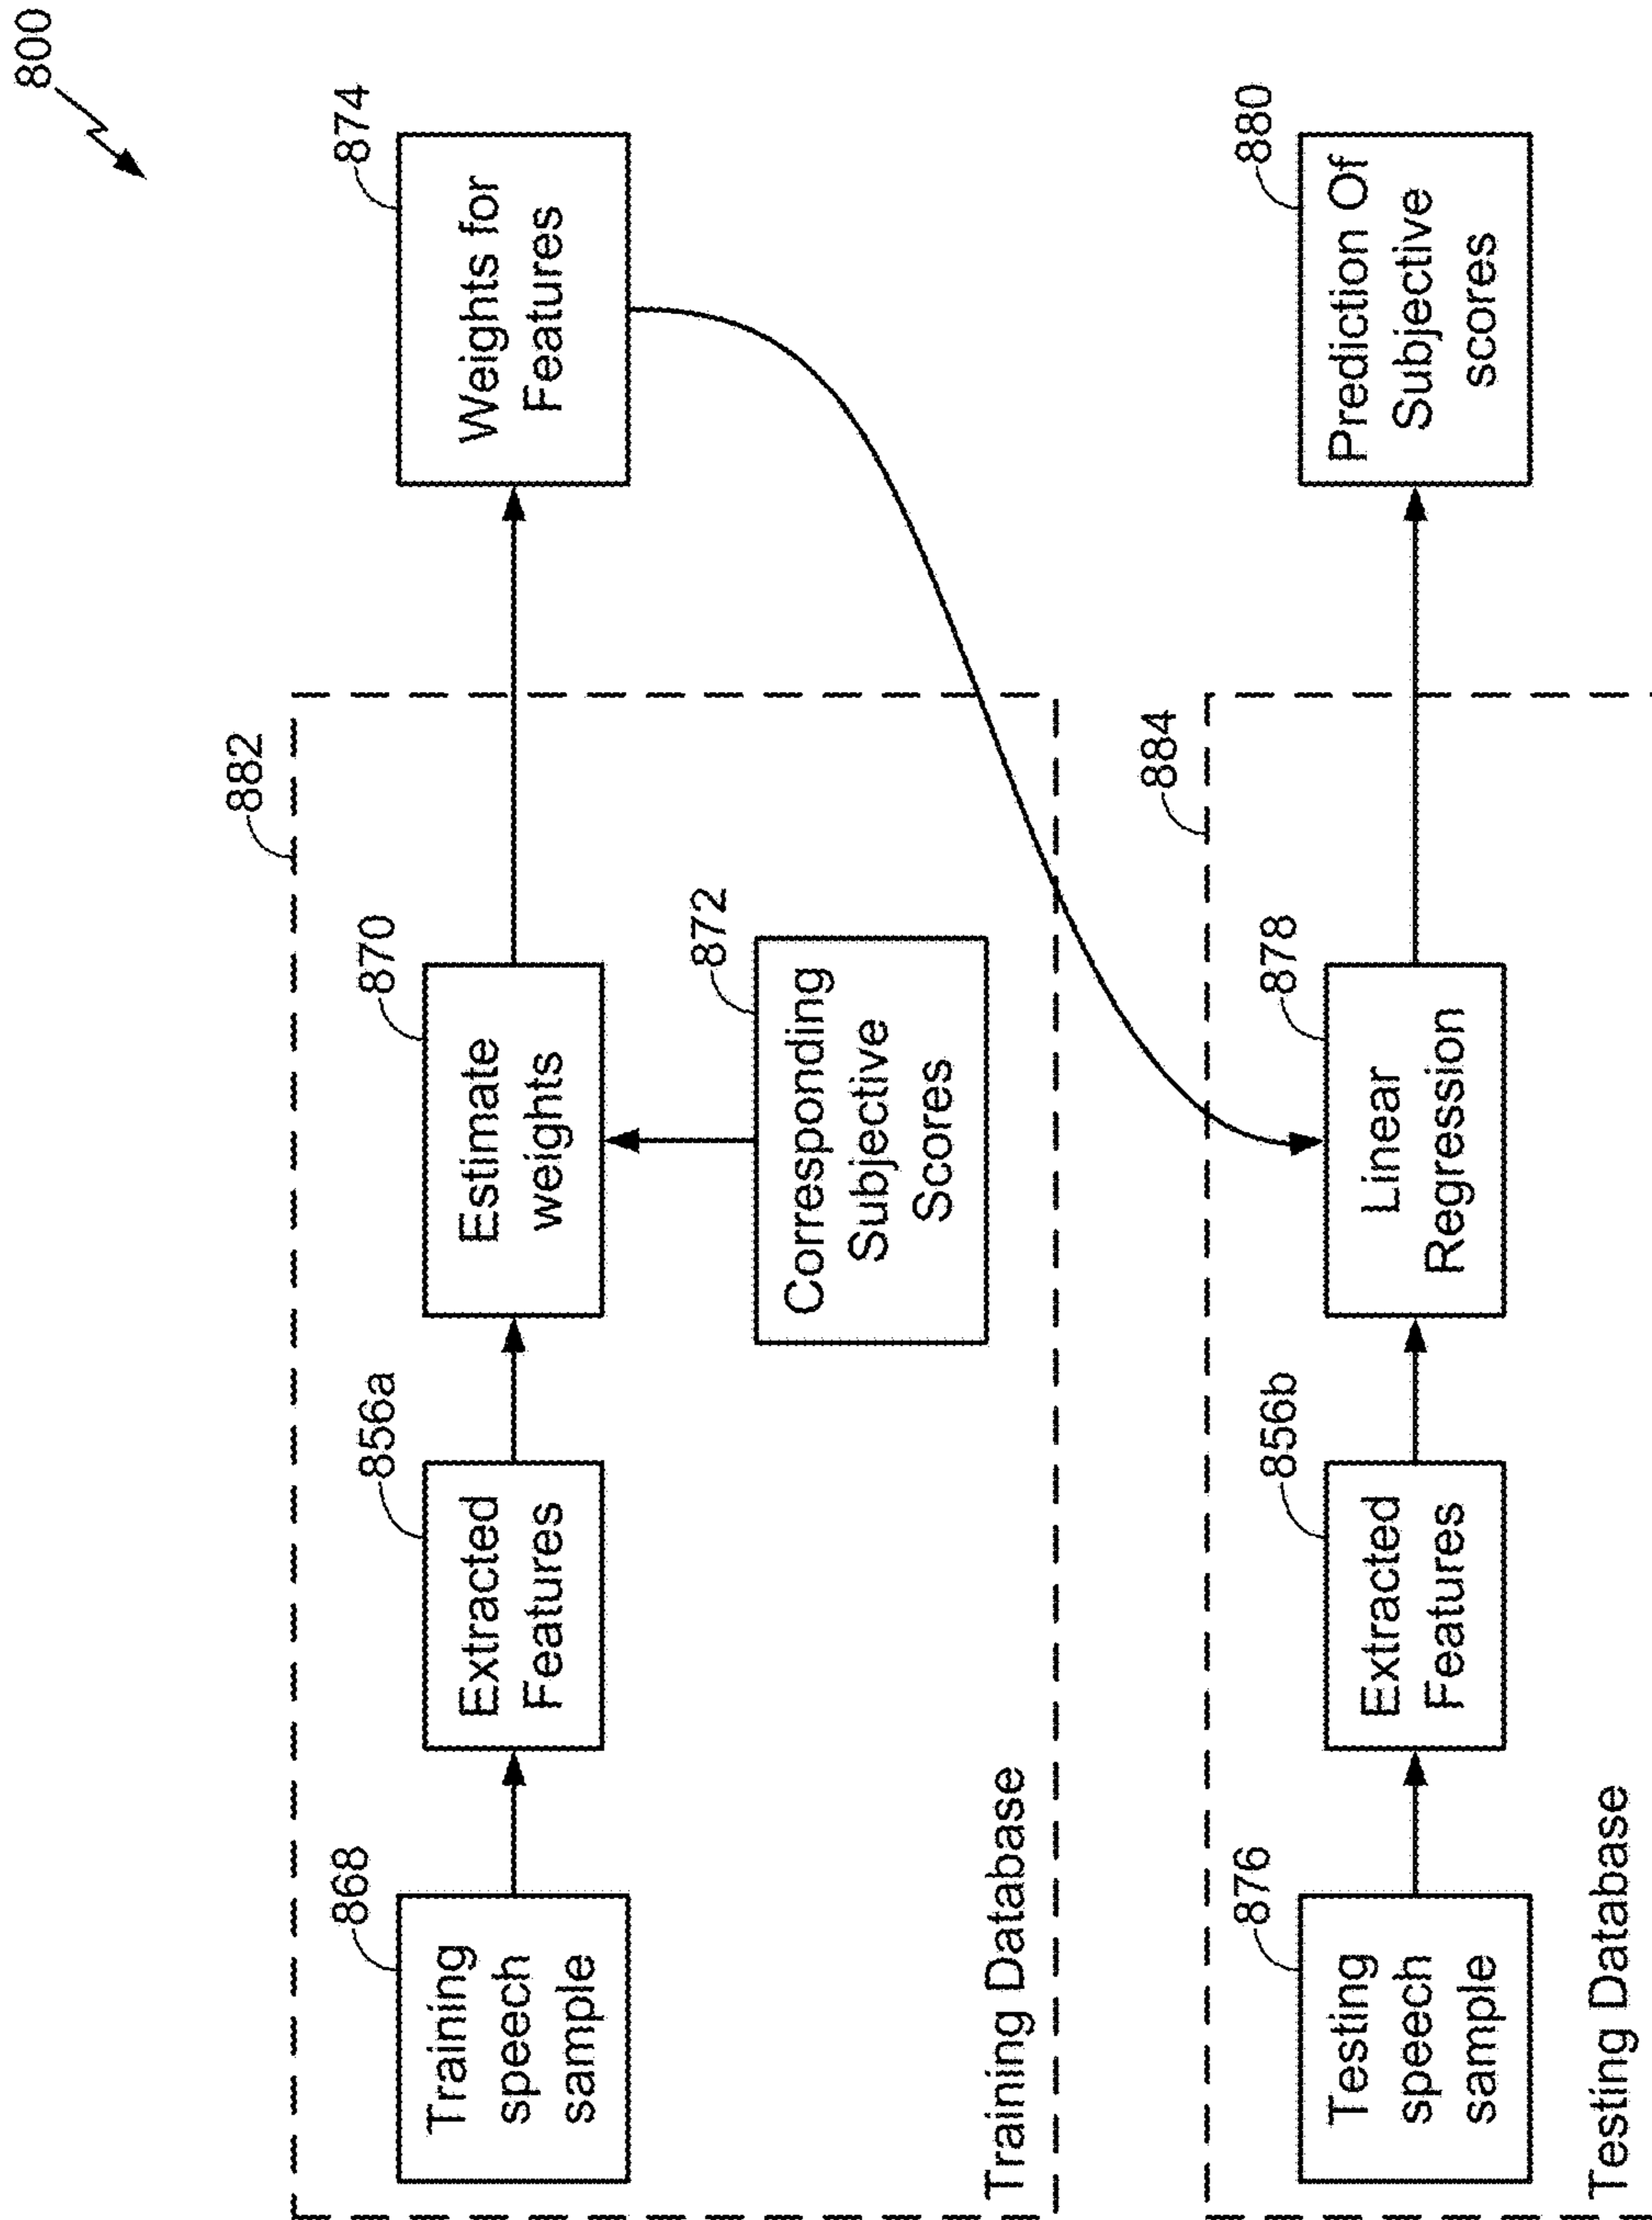 800
882
868
Training
speech
sample
856a
Extracted
Features
870
Estimate
weights
874
Weights for
Features
872
Corresponding
Subjective
Scores
Training Database
884
876
Testing
speech
sample
856b
Extracted
Features
878
Linear
Regression
880
Prediction Of
Subjective
scores
Testing Database